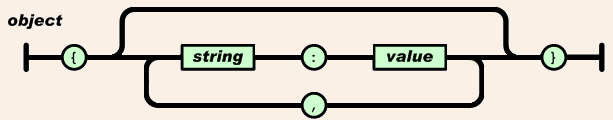 object
{ string : value }
,